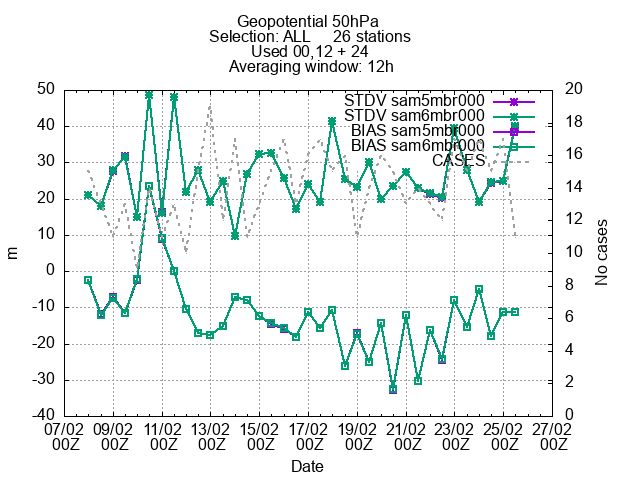 Geopotential 50hPa
Selection: ALL 26 stations
Used 00,12 + 24
Averaging window: 12h
STDV sam5mbr000
STDV sam6mbr000
BIAS sam5mbr000
BIAS sam6mbr000
CASES
50
40
30
20
10
0
-10
-20
-30
-40
m
20
18
16
14
12
10
8
6
4
2
0
No cases
07/02 09/02 11/02 13/02 15/02 17/02 19/02 21/02 23/02 25/02 27/02
00Z 00Z 00Z 00Z 00Z 00Z 00Z 00Z 00Z 00Z 00Z
Date